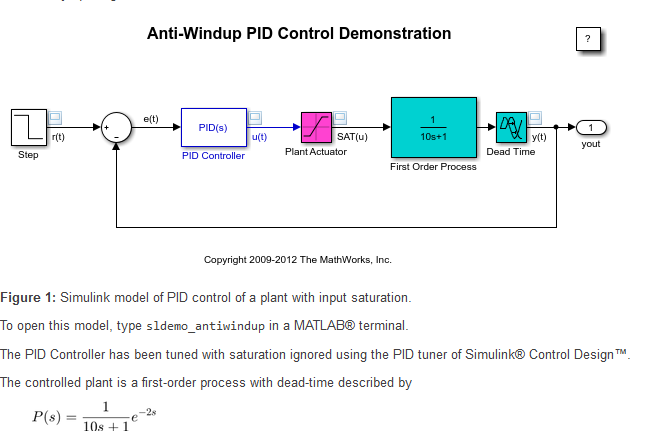 Anti-Windup PID Control Demonstration
?
r(t)
Step
+
-
e(t)
PID(s)
u(t)
PID Controller
SAT(u)
Plant Actuator
1
10s+1
First Order Process
Dead Time
y(t)
1
yout
Copyright 2009-2012 The MathWorks, Inc.
Figure 1: Simulink model of PID control of a plant with input saturation.
To open this model, type sldemo_antiwindup in a MATLAB® terminal.
The PID Controller has been tuned with saturation ignored using the PID tuner of Simulink® Control Design™.
The controlled plant is a first-order process with dead-time described by
P(s) = 1/(10s + 1) e^{-2s}